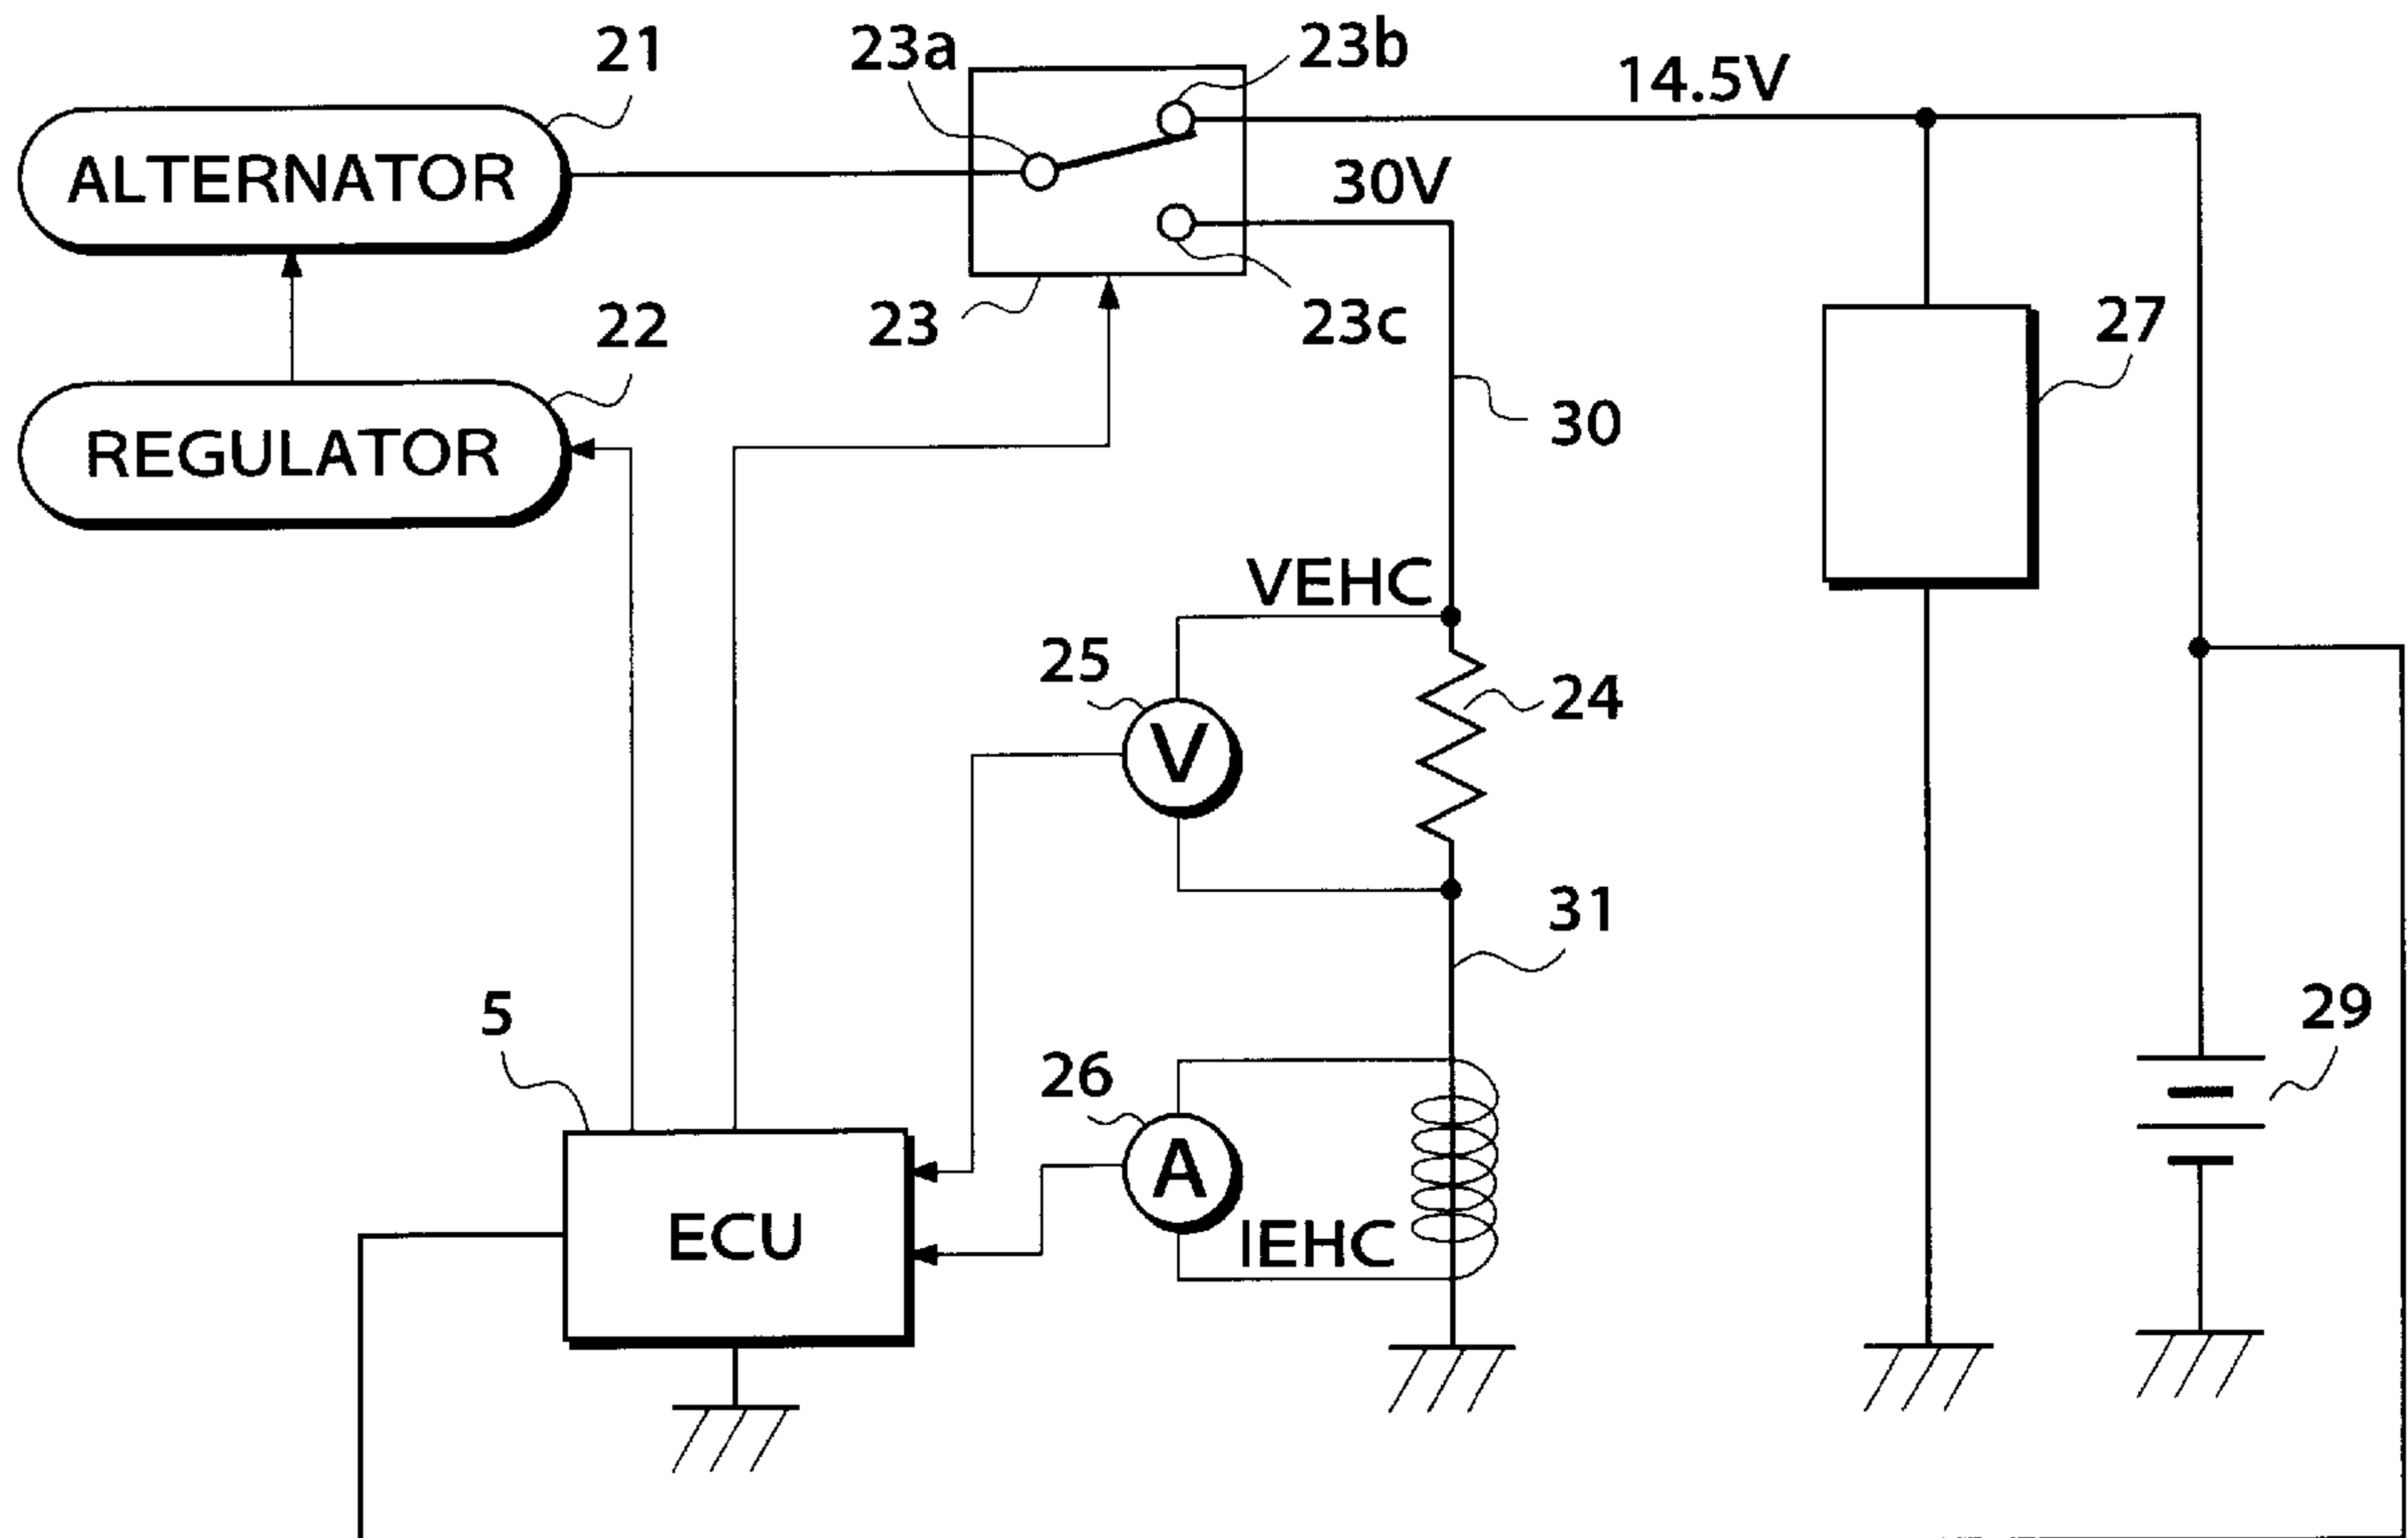 21
23a
23b
14.5V
ALTERNATOR
30V
22
23
23c
27
30
REGULATOR
VEHC
25
24
V
31
5
29
26
A
ECU
IEHC